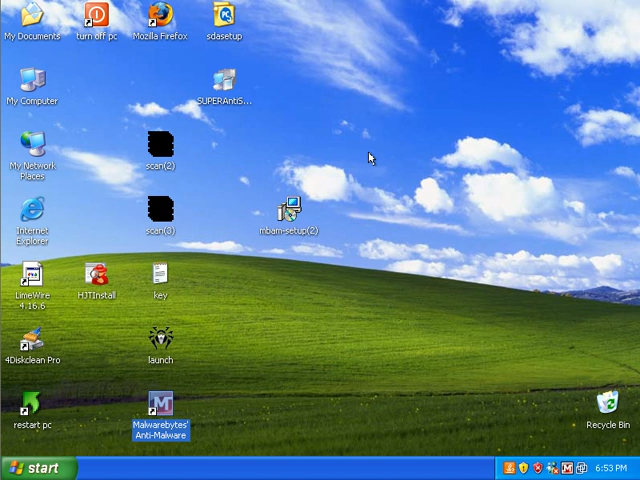 My Documents
turn off pc
Mozilla Firefox
sdasetup
My Computer
SUPERAntiS...
My Network
Places
scan(2)
Internet
Explorer
scan(3)
mbam-setup(2)
LimeWire
4.16.6
HJTInstall
key
4Diskclean Pro
launch
restart pc
Malwarebytes'
Anti-Malware
Recycle Bin
start
6:53 PM